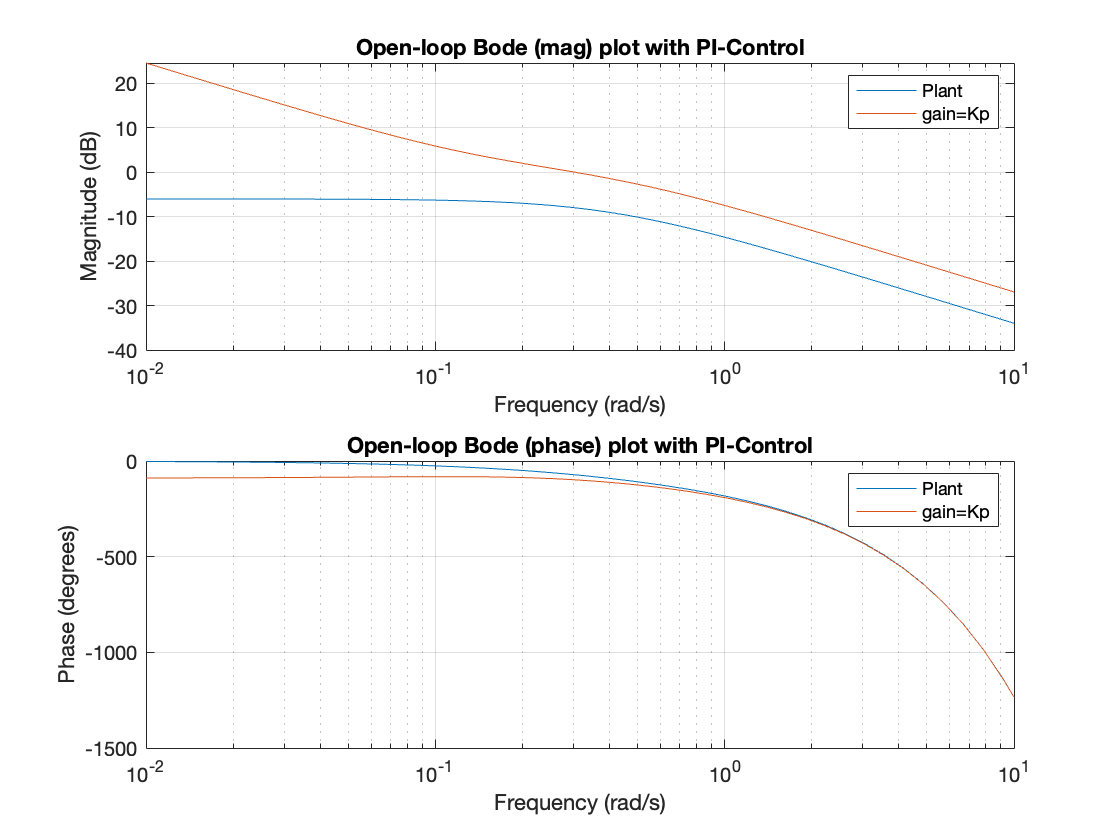 Open-loop Bode (mag) plot with PI-Control
Magnitude (dB)
20
10
0
-10
-20
-30
-40
Plant
gain=Kp
10^-2
10^-1
10^0
10^1
Frequency (rad/s)
Open-loop Bode (phase) plot with PI-Control
Phase (degrees)
0
-500
-1000
-1500
Plant
gain=Kp
10^-2
10^-1
10^0
10^1
Frequency (rad/s)